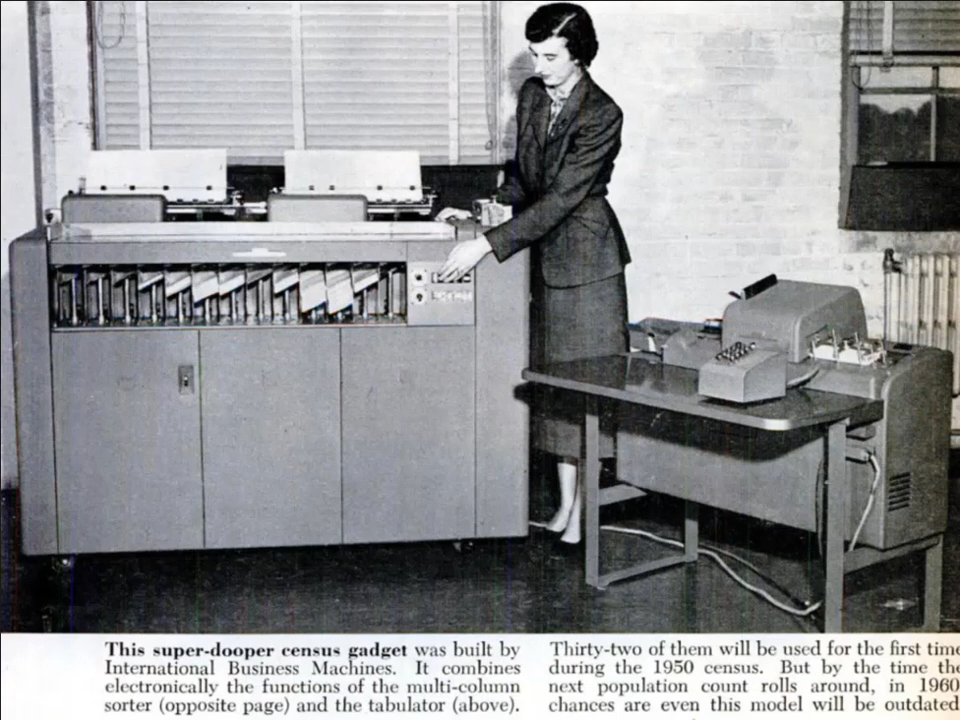 This super-dooper census gadget was built by
International Business Machines. It combines
electronically the functions of the multi-column
sorter (opposite page) and the tabulator (above).
Thirty-two of them will be used for the first time
during the 1950 census. But by the time the
next population count rolls around, in 1960
chances are even this model will be outdated